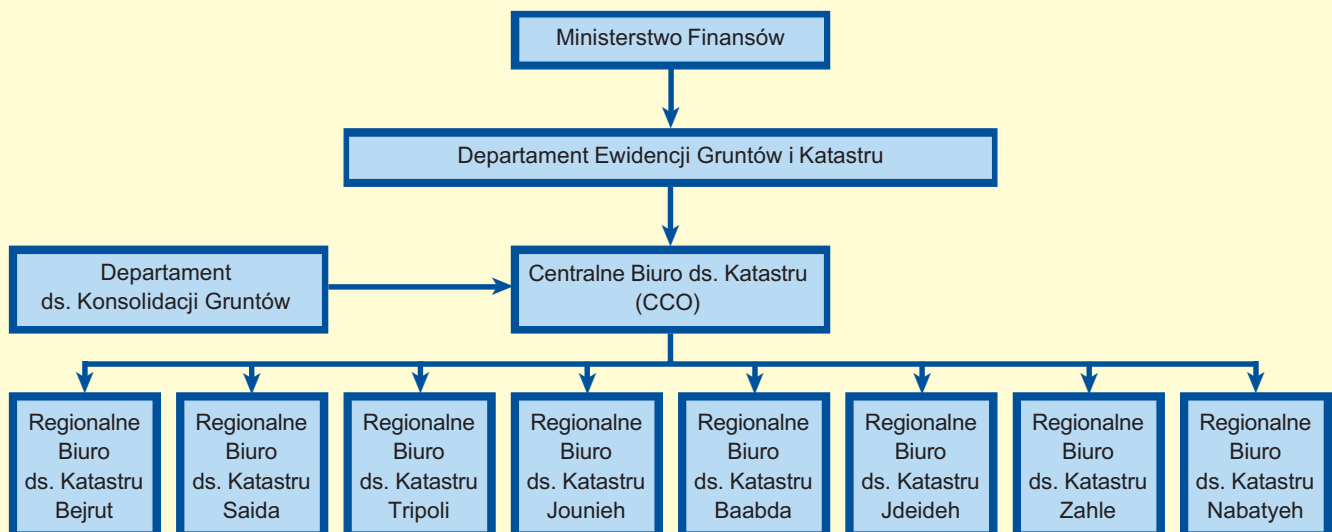 Ministerstwo Finansów
Departament Ewidencji Gruntów i Katastru
Departament
ds. Konsolidacji Gruntów
Centralne Biuro ds. Katastru
(CCO)
Regionalne
Biuro
ds. Katastru
Bejrut
Regionalne
Biuro
ds. Katastru
Saida
Regionalne
Biuro
ds. Katastru
Tripoli
Regionalne
Biuro
ds. Katastru
Jounieh
Regionalne
Biuro
ds. Katastru
Baabda
Regionalne
Biuro
ds. Katastru
Jdeideh
Regionalne
Biuro
ds. Katastru
Zahle
Regionalne
Biuro
ds. Katastru
Nabatyeh